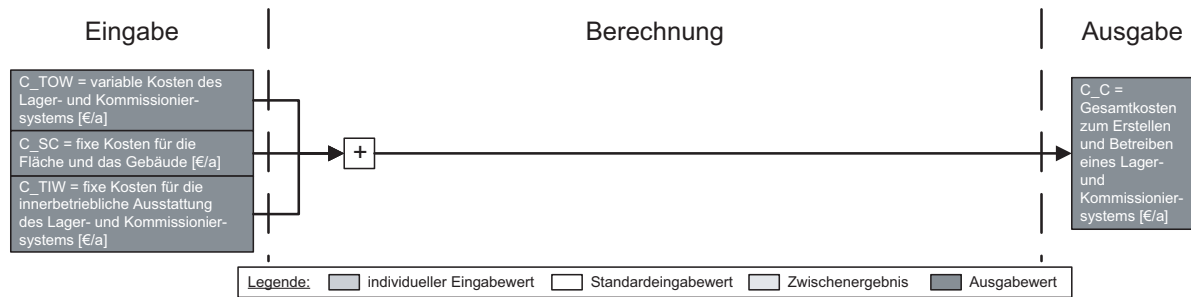 Eingabe
Berechnung
Ausgabe
C_TOW = variable Kosten des
Lager- und Kommissionier-
systems [€/a]
C_SC = fixe Kosten für die
Fläche und das Gebäude [€/a]
C_TIW = fixe Kosten für die
innerbetriebliche Ausstattung
des Lager- und Kommissionier-
systems [€/a]
+
C_C =
Gesamtkosten
zum Erstellen
und Betreiben
eines Lager-
und
Kommissionier-
systems [€/a]
Legende: individueller Eingabewert Standardeingabewert Zwischenergebnis Ausgabewert